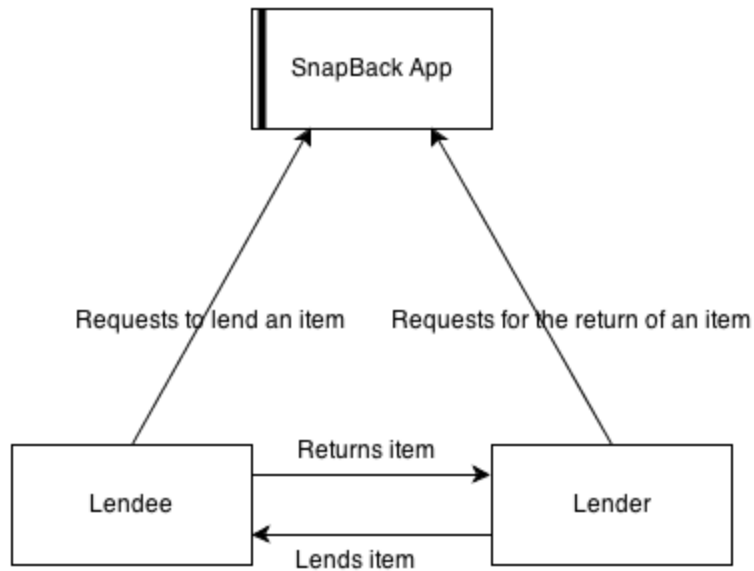 SnapBack App
Requests to lend an item
Requests for the return of an item
Returns item
Lendee
Lender
Lends item